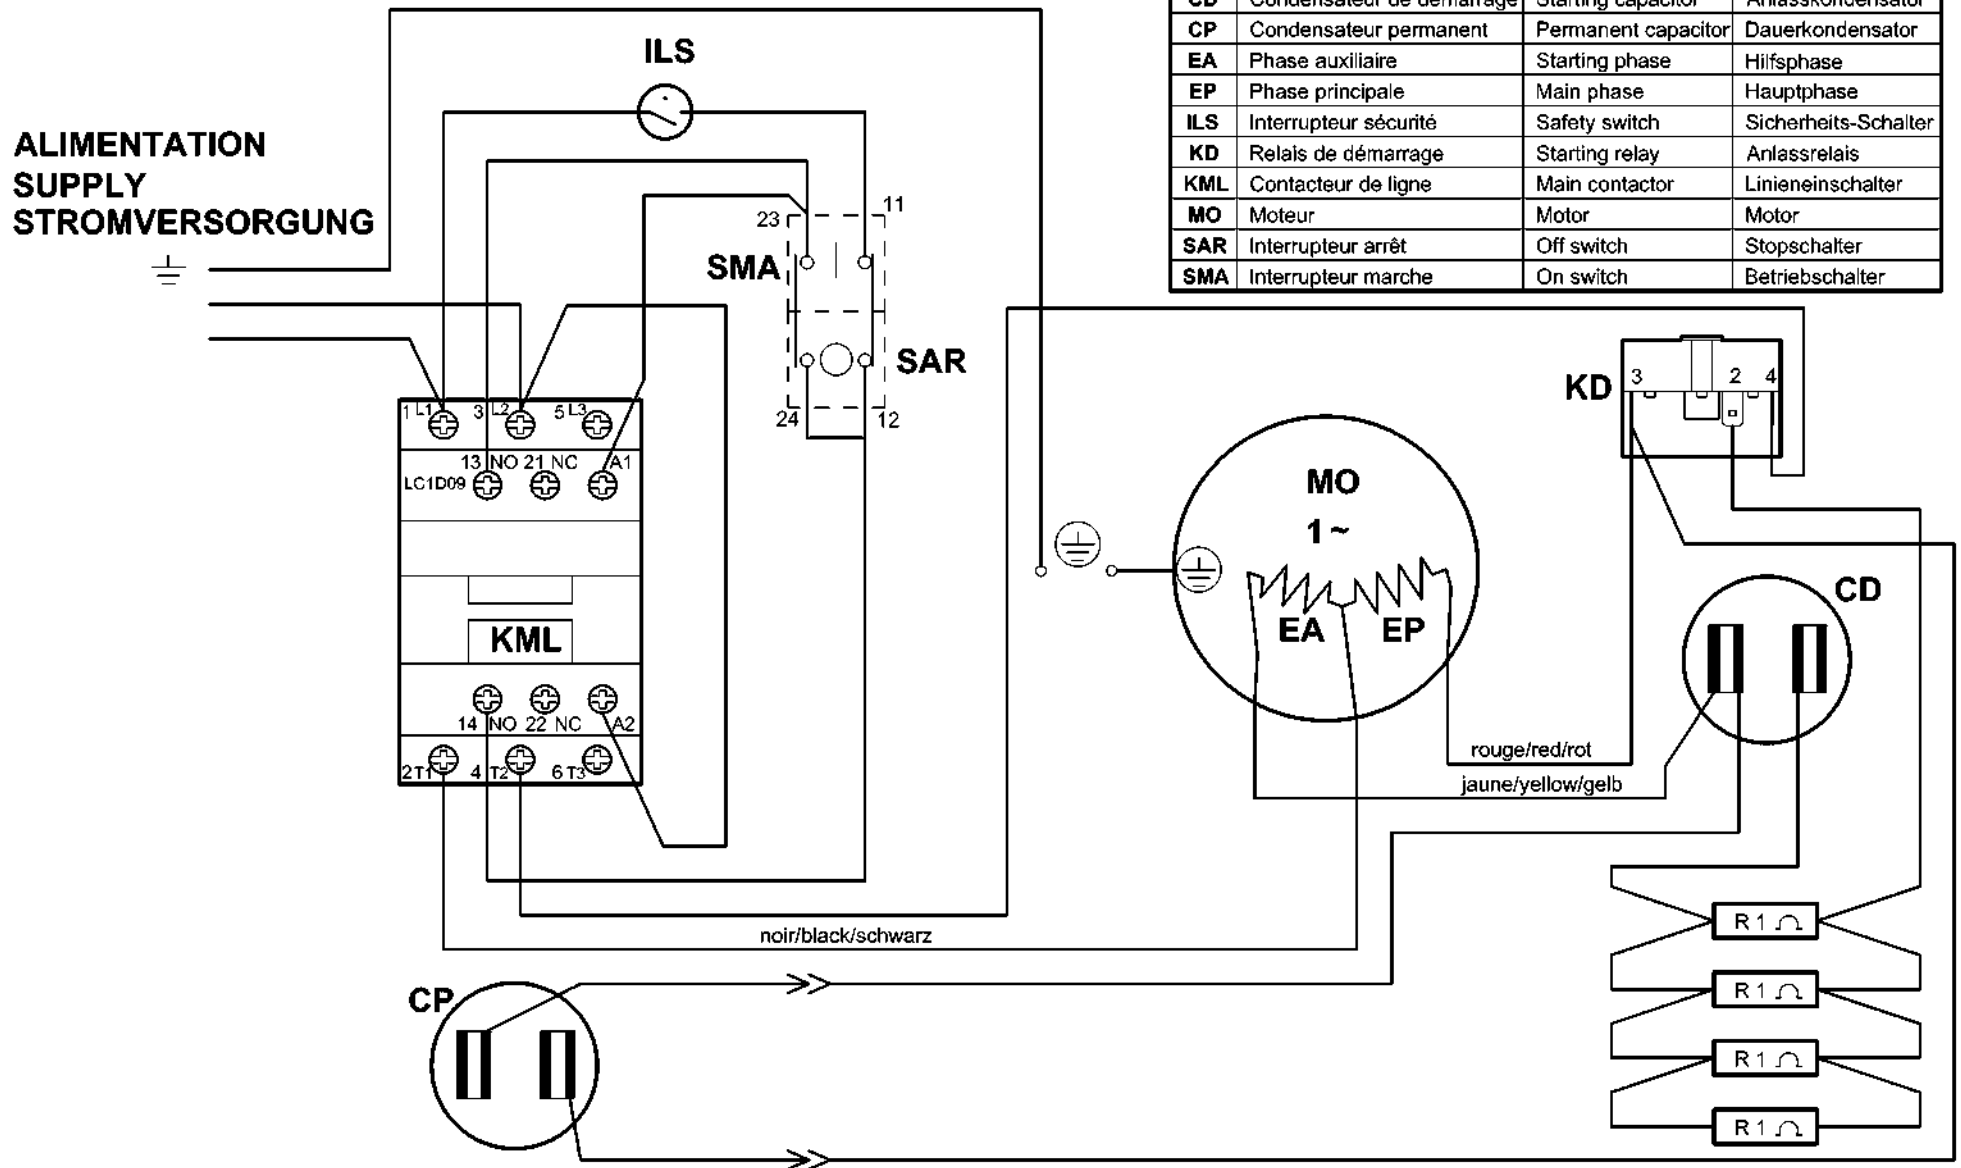 CD Condensateur de démarrage Starting capacitor Anlasskondensator
CP Condensateur permanent Permanent capacitor Dauerkondensator
EA Phase auxiliaire Starting phase Hilfsphase
EP Phase principale Main phase Hauptphase
ILS Interrupteur sécurité Safety switch Sicherheits-Schalter
KD Relais de démarrage Starting relay Anlassrelais
KML Contacteur de ligne Main contactor Linieneinschalter
MO Moteur Motor Motor
SAR Interrupteur arrêt Off switch Stopschalter
SMA Interrupteur marche On switch Betriebschalter
ILS
ALIMENTATION
SUPPLY
STROMVERSORGUNG
23 11
SMA
SAR
24 12
1 L1 3 L2 5 L3
13 NO 21 NC A1
LC1D09
KML
14 NO 22 NC A2
2 T1 4 T2 6 T3
KD
3 2 4
MO
1 ~
EA EP
CD
rouge/red/rot
jaune/yellow/gelb
noir/black/schwarz
CP
R 1 Ω
R 1 Ω
R 1 Ω
R 1 Ω